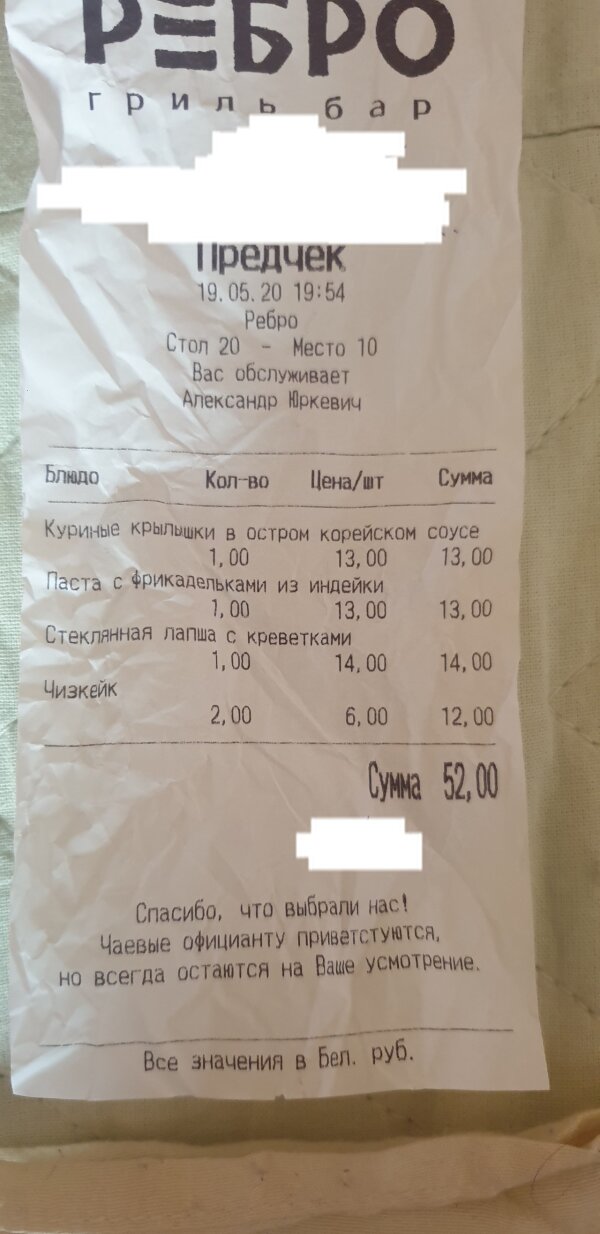 РЕБРО
гриль бар
Предчек
19.05.20 19:54
Ребро
Стол 20 - Место 10
Вас обслуживает
Александр Юркевич
Блюдо Кол-во Цена/шт Сумма
Куриные крылышки в остром корейском соусе
1,00 13,00 13,00
Паста с фрикадельками из индейки
1,00 13,00 13,00
Стеклянная лапша с креветками
1,00 14,00 14,00
Чизкейк
2,00 6,00 12,00
Сумма 52,00
Спасибо, что выбрали нас!
Чаевые официанту приветстуются,
но всегда остаются на Ваше усмотрение.
Все значения в Бел. руб.